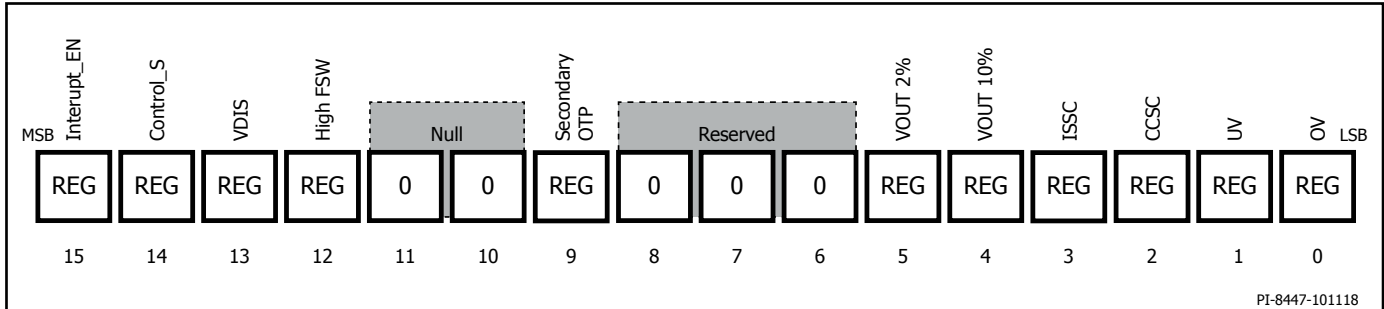 MSB
Interupt_EN
Control_S
VDIS
High FSW
Null
Secondary
OTP
Reserved
VOUT 2%
VOUT 10%
ISSC
CCSC
UV
OV
LSB
REG REG REG REG 0 0 REG 0 0 0 REG REG REG REG REG REG
15 14 13 12 11 10 9 8 7 6 5 4 3 2 1 0
PI-8447-101118